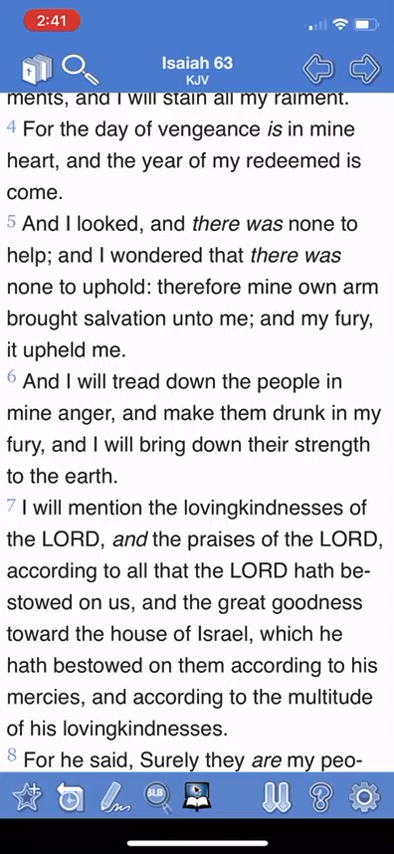 2:41
Isaiah 63
KJV
ments, and I will stain all my raiment.
4 For the day of vengeance is in mine
heart, and the year of my redeemed is
come.
5 And I looked, and there was none to
help; and I wondered that there was
none to uphold: therefore mine own arm
brought salvation unto me; and my fury,
it upheld me.
6 And I will tread down the people in
mine anger, and make them drunk in my
fury, and I will bring down their strength
to the earth.
7 I will mention the lovingkindnesses of
the LORD, and the praises of the LORD,
according to all that the LORD hath be-
stowed on us, and the great goodness
toward the house of Israel, which he
hath bestowed on them according to his
mercies, and according to the multitude
of his lovingkindnesses.
8 For he said, Surely they are my peo-
BLB